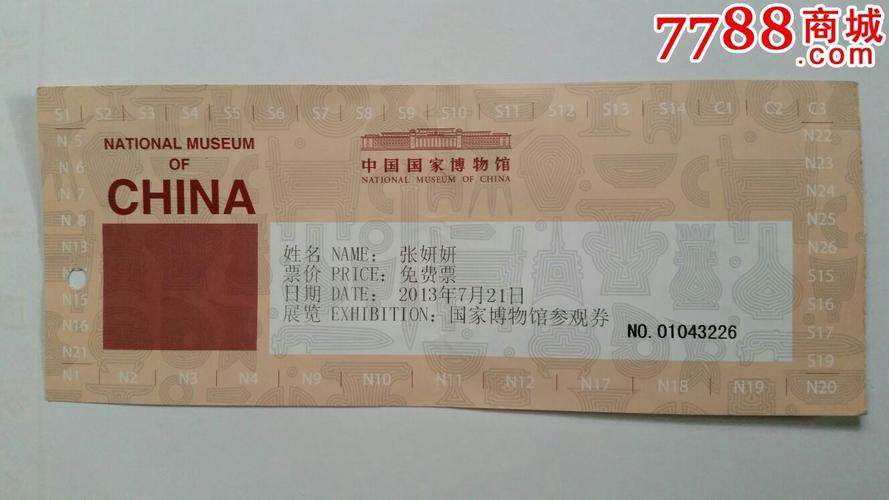 7788商城
.com
S1 S2 S3 S4 S5 S6 S7 S8 S9 S10 S11 S12 S13 S14 C1 C2 C3
N5
N6
N7
N8
N13
N15
N16
N21
NATIONAL MUSEUM
OF
CHINA
中国国家博物馆
NATIONAL MUSEUM OF CHINA
姓名 NAME: 张妍妍
票价 PRICE: 免费票
日期 DATE: 2013年7月21日
展览 EXHIBITION: 国家博物馆参观券
NO. 01043226
N22
N23
N24
N20
N25
N26
S15
S16
S17
S19
N1 N2 N3 N4 N9 N10 N11 N12 N17 N18 N19 N20